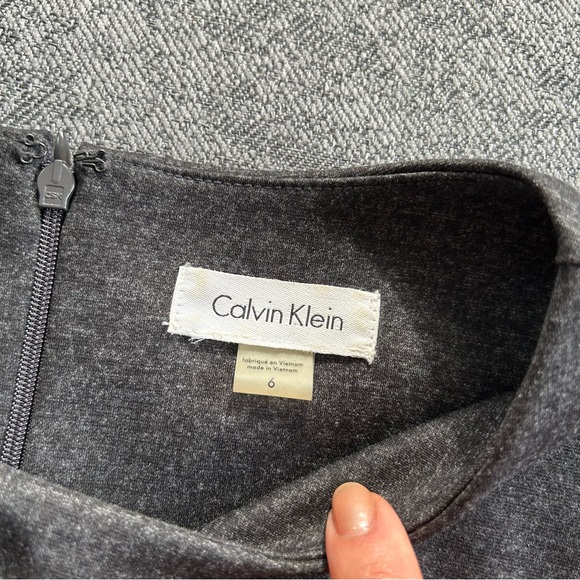 Calvin Klein
fabriqué en Vietnam
made in Vietnam
6